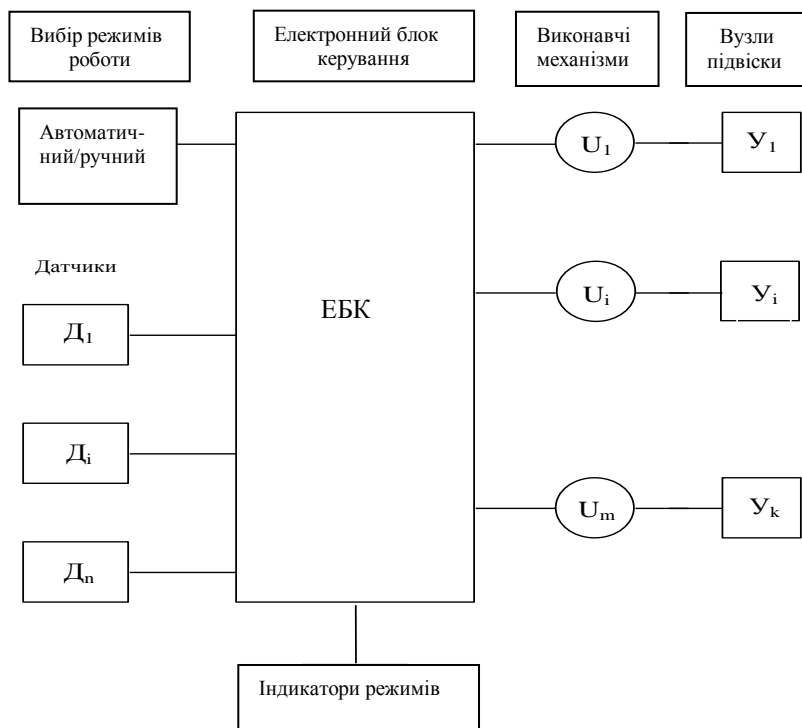 Вибір режимів
роботи
Електронний блок
керування
Виконавчі
механізми
Вузли
підвіски
Автоматич-
ний/ручний
U1
У1
Датчики
ЕБК
Ui
Уi
Д1
Дi
Um
Уk
Дn
Індикатори режимів